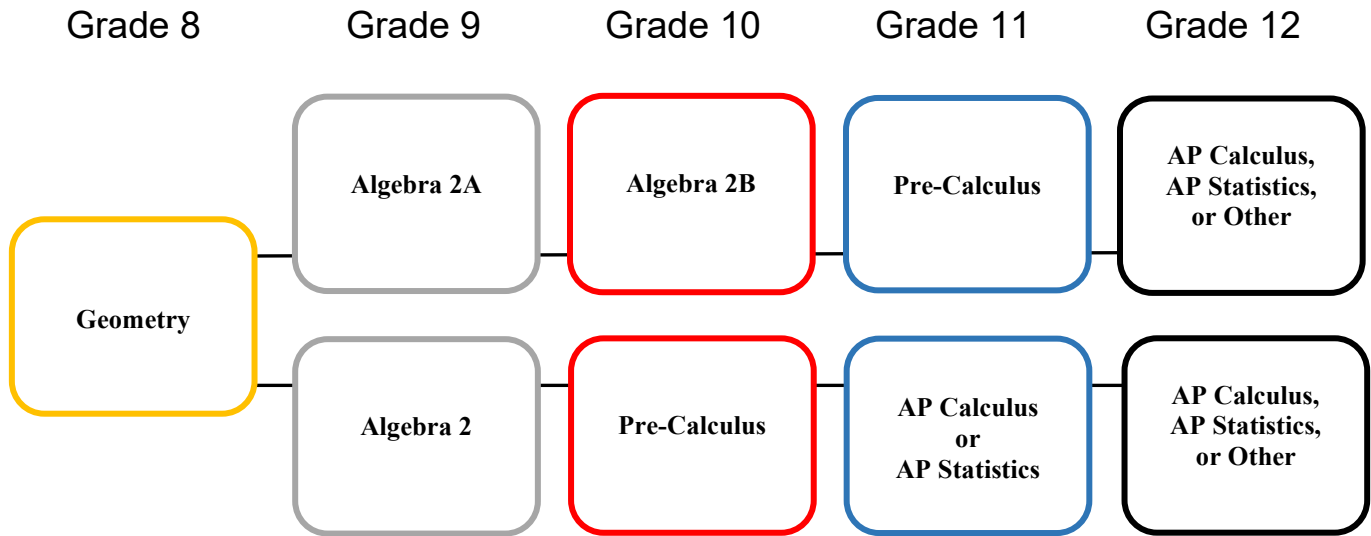 Grade 8 Grade 9 Grade 10 Grade 11 Grade 12
Algebra 2A
Algebra 2B
Pre-Calculus
AP Calculus,
AP Statistics,
or Other
Geometry
Algebra 2
Pre-Calculus
AP Calculus
or
AP Statistics
AP Calculus,
AP Statistics,
or Other